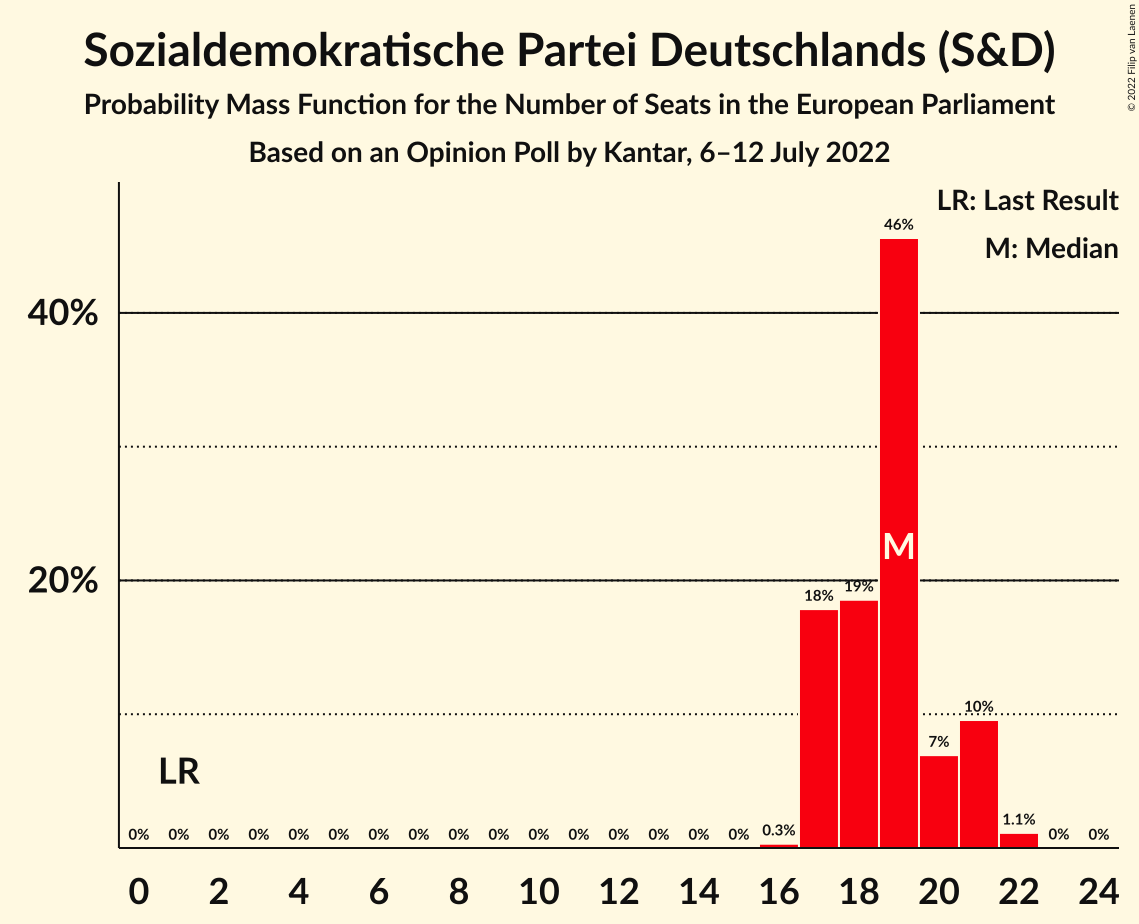 Sozialdemokratische Partei Deutschlands (S&D)
Probability Mass Function for the Number of Seats in the European Parliament
Based on an Opinion Poll by Kantar, 6–12 July 2022
© 2022 Filip van Laenen
LR: Last Result
M: Median
46%
40%
M
20%
19%
18%
10%
7%
LR
0% 0% 0% 0% 0% 0% 0% 0% 0% 0% 0% 0% 0% 0% 0% 0% 0.3% 1.1% 0% 0%
0 2 4 6 8 10 12 14 16 18 20 22 24